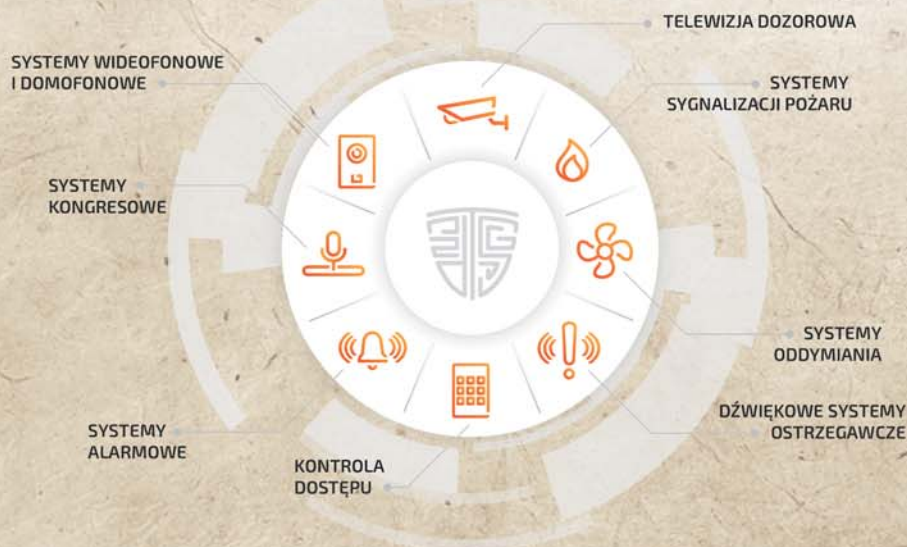 TELEWIZJA DOZOROWA
SYSTEMY WIDEOFONOWE
I DOMOFONOWE
SYSTEMY
SYGNALIZACJI POŻARU
SYSTEMY
KONGRESOWE
SYSTEMY
ODDYMIANIA
DŹWIĘKOWE SYSTEMY
OSTRZEGAWCZE
SYSTEMY
ALARMOWE
KONTROLA
DOSTĘPU